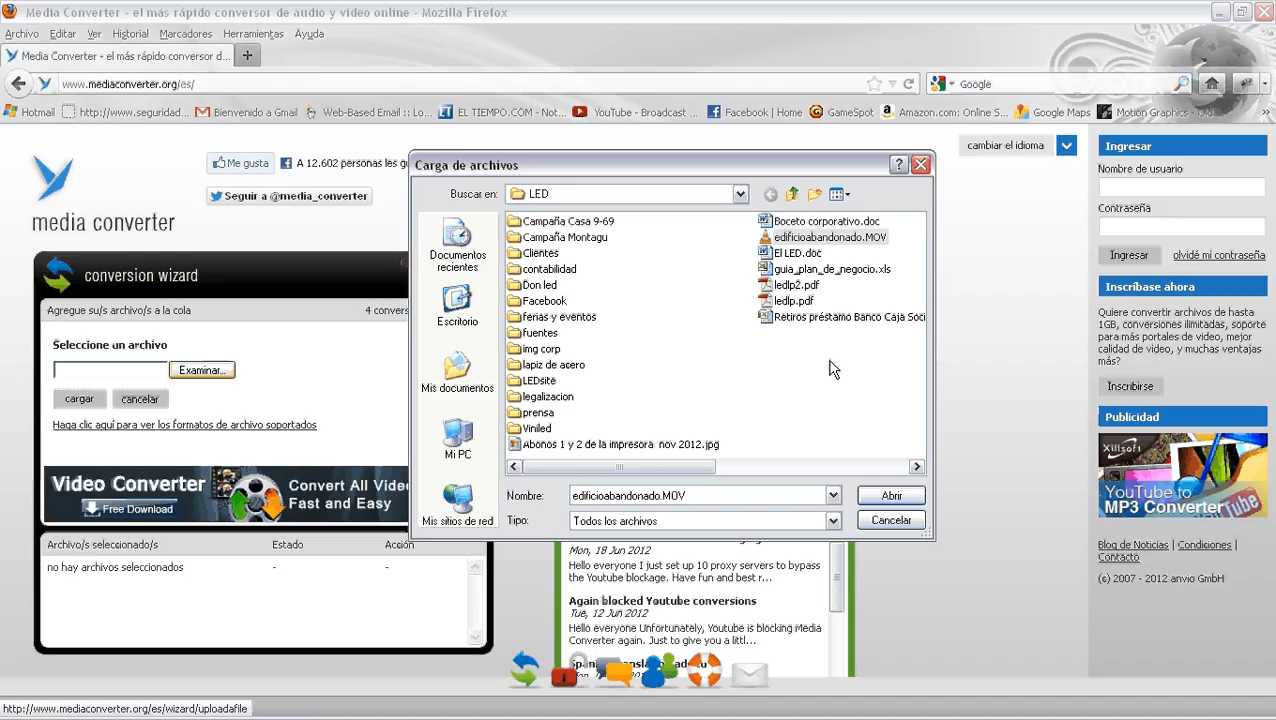 Media Converter - el más rápido conversor de audio y video online - Mozilla Firefox
Archivo Editar Ver Historial Marcadores Herramientas Ayuda
Media Converter - el más rápido conversor d...
www.mediaconverter.org/es/
Google
Hotmail http://www.seguridad Bienvenido a Gmail Web-Based Email :: Lo... EL TIEMPO.COM - Not... YouTube - Broadcast ... Facebook | Home GameSpot Amazon.com: Online S... Google Maps
Me gusta A 12.602 personas les gu
Seguir a @media_converter
media converter
cambiar el idioma
conversion wizard
Agregue su/s archivo/s a la cola 4 convers
Seleccione un archivo
Examinar...
cargar cancelar
Haga clic aquí para ver los formatos de archivo soportados
Video Converter
Free Download
Convert All Vide
Fast and Easy
Archivo/s seleccionado/s Estado Acción
no hay archivos seleccionados - -
Carga de archivos
Buscar en: LED
Documentos recientes
Escritorio
Mis documentos
Mi PC
Mis sitios de red
Campaña Casa 9-69
Campaña Montagu
Clientes
contabilidad
Don led
Facebook
ferias y eventos
fuentes
img corp
lapiz de acero
LEDsite
legalizacion
prensa
Viniled
Abonos 1 y 2 de la impresora nov 2012.jpg
Boceto corporativo.doc
edificioabandonado.MOV
El LED.doc
guia_plan_de_negocio.xls
ledlp2.pdf
ledlp.pdf
Retiros préstamo Banco Caja Soci
Nombre: edificioabandonado.MOV Abrir
Tipo: Todos los archivos Cancelar
Mon, 18 Jun 2012
Hello everyone I just set up 10 proxy servers to bypass
the Youtube blockage. Have fun and best r...
Again blocked Youtube conversions
Tue, 12 Jun 2012
Hello everyone Unfortunately, Youtube is blocking Media
Converter again. Just to give you a littl...
Ingresar
Nombre de usuario
Contraseña
Ingresar olvidé mi contraseña
Inscríbase ahora
Quiere convertir archivos de hasta
1GB, conversiones ilimitadas, soporte
para más portales de video, mejor
calidad de video, y muchas ventajas
más?
Inscribirse
Publicidad
Xilisoft
YouTube to
MP3 Converter
Blog de Noticias | Condiciones |
Contacto
(c) 2007 - 2012 anvio GmbH
http://www.mediaconverter.org/es/wizard/uploadafile